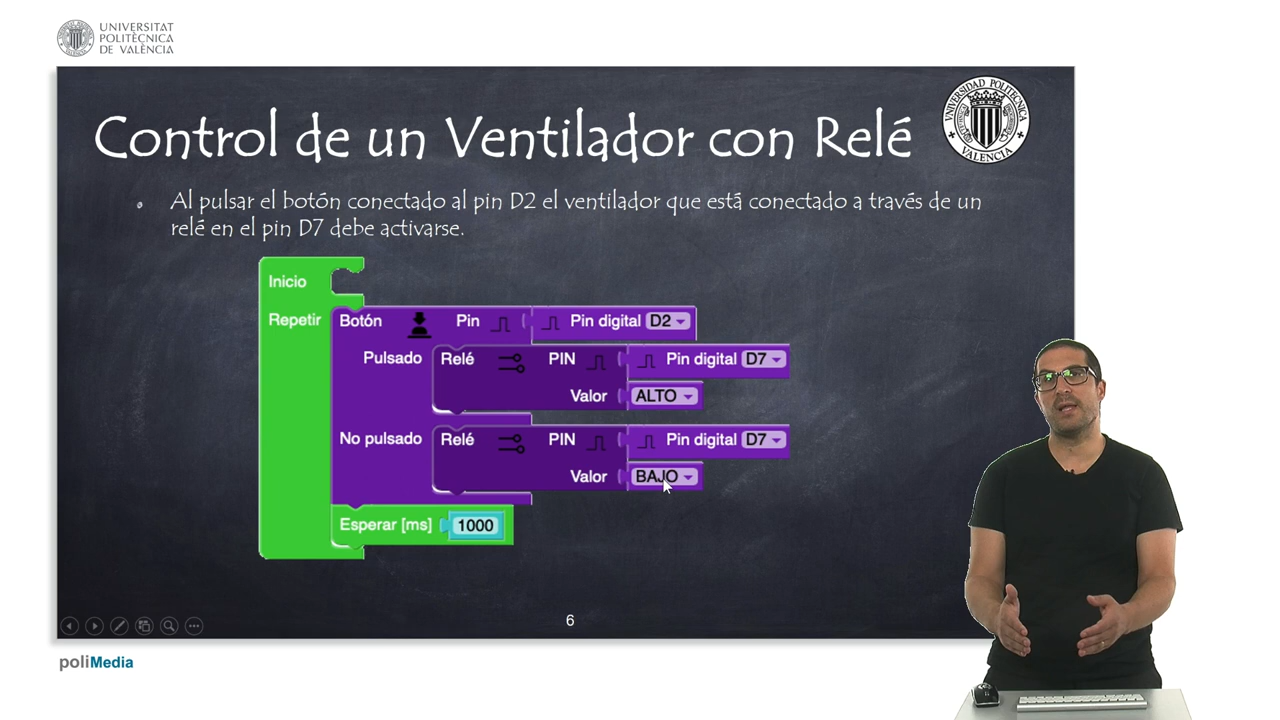 UNIVERSITAT
POLITÈCNICA
DE VALÈNCIA
Control de un Ventilador con Relé
UNIVERSIDAD POLITECNICA
VALENCIA
Al pulsar el botón conectado al pin D2 el ventilador que está conectado a través de un
relé en el pin D7 debe activarse.
Inicio
Repetir Botón Pin Pin digital D2
Pulsado Relé PIN Pin digital D7
Valor ALTO
No pulsado Relé PIN Pin digital D7
Valor BAJO
Esperar [ms] 1000
6
poliMedia